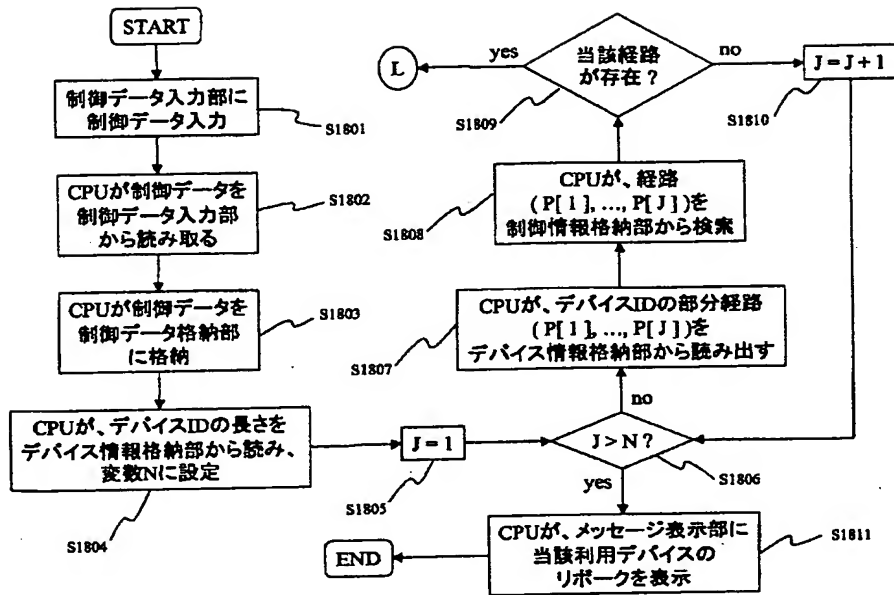 START
制御データ入力部に
制御データ入力
S1801
CPUが制御データを
制御データ入力部
から読み取る
S1802
CPUが制御データを
制御データ格納部
に格納
S1803
CPUが、デバイスIDの長さを
デバイス情報格納部から読み、
変数Nに設定
S1804
J = 1
S1805
J > N ?
S1806
no
yes
CPUが、デバイスIDの部分経路
( P[ 1 ], ..., P[ J ] )を
デバイス情報格納部から読み出す
S1807
CPUが、経路
( P[ 1 ], ..., P[ J ] )を
制御情報格納部から検索
S1808
当該経路
が存在?
S1809
yes
no
L
J = J + 1
S1810
CPUが、メッセージ表示部に
当該利用デバイスの
リボークを表示
S1811
END